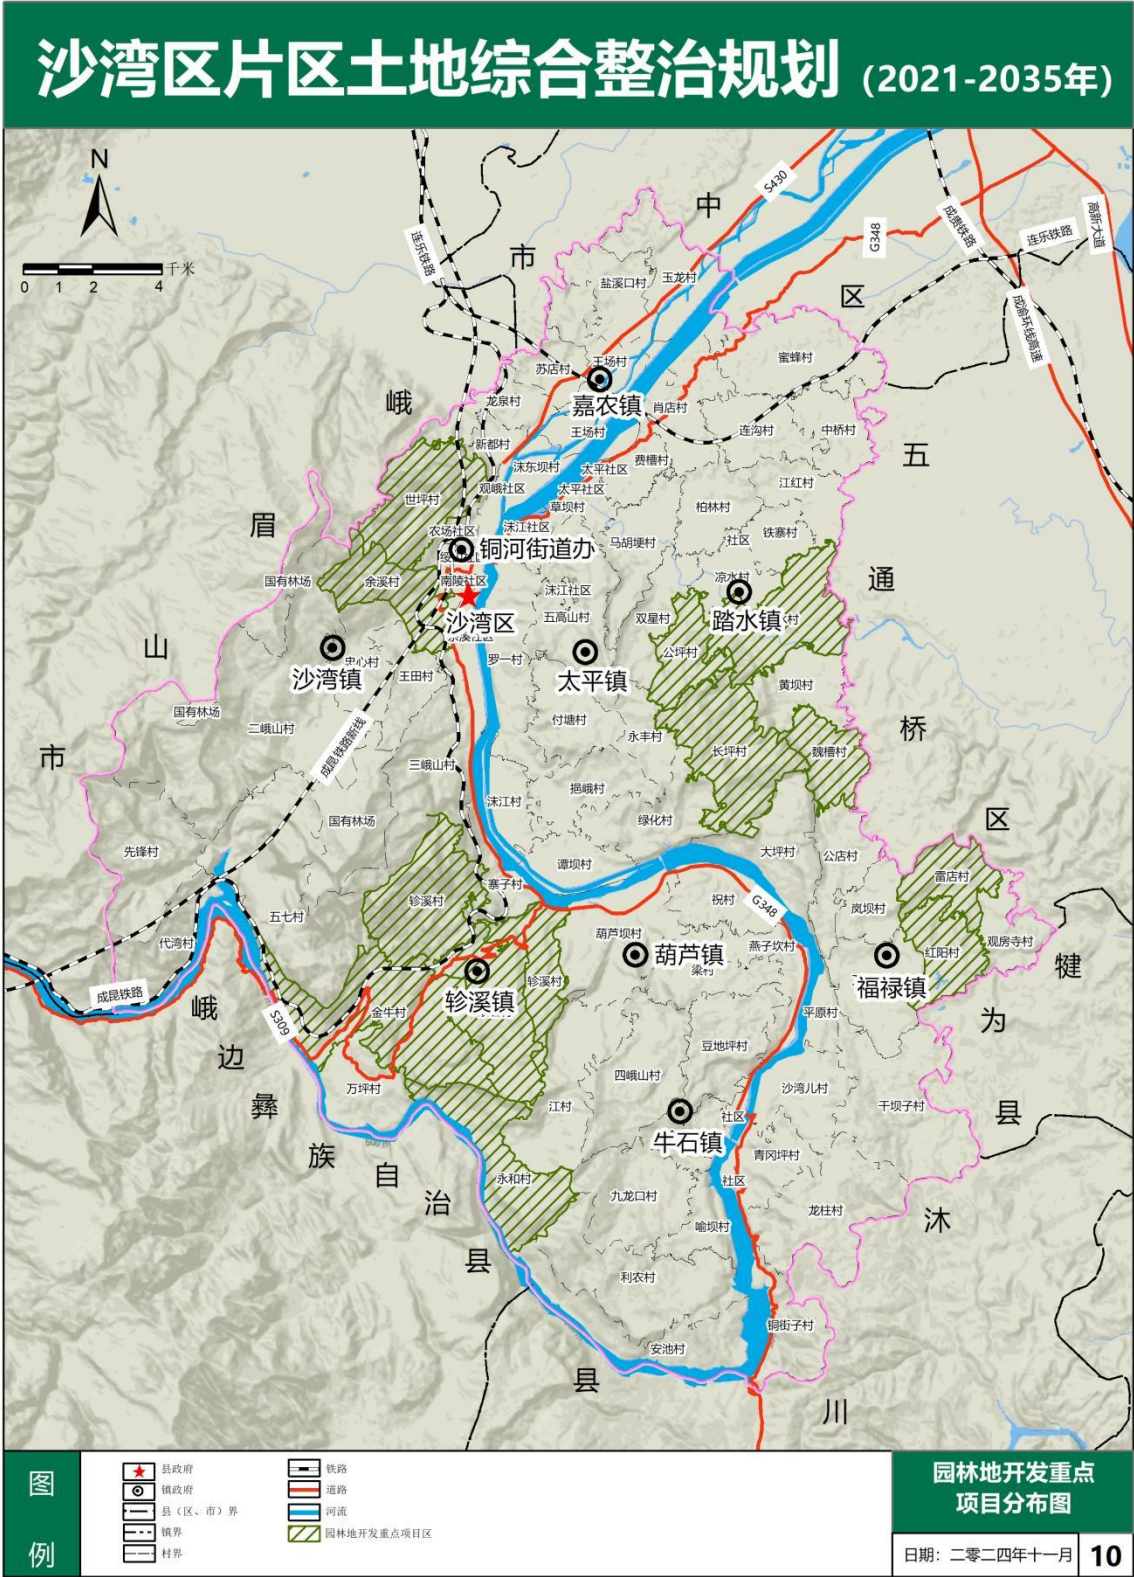 沙湾区片区土地综合整治规划 (2021-2035年)
N
千米
0 1 2 4
中
市
区
S430
G348
成贵铁路
连乐铁路
高新大道
成渝环线高速
连乐铁路
盐溪口村
玉龙村
苏店村
王场村
嘉农镇
蜜蜂村
峨
龙泉村
肖店村
王场村
连沟村
中桥村
新都村
五
沫东坝村
太平社区
费槽村
观峨社区
太平社区
江红村
世坪村
草坝村
柏林村
眉
农场社区
沫江社区
铁寨村
社区
马胡埂村
铜河街道办
通
国有林场
余溪村
南陵社区
凉水村
沫江社区
踏水镇
沙湾区
五高山村
双星村
山
沙湾镇
忠心村
罗一村
太平镇
公坪村
王田村
黄坝村
国有林场
二峨山村
付塘村
永丰村
桥
市
成昆铁路新线
长坪村
魏槽村
三峨山村
挹峨村
沫江村
国有林场
绿化村
区
先锋村
谭坝村
大坪村
公店村
寨子村
雷店村
轸溪村
祝村
G348
五七村
岚坝村
代湾村
葫芦坝村
葫芦镇
燕子坎村
红阳村
观房寺村
梁村
福禄镇
犍
轸溪镇
轸溪村
成昆铁路
峨
S309
金牛村
平原村
为
边
豆地坪村
四峨山村
彝
万坪村
江村
沙湾儿村
干坝子村
牛石镇
社区
县
500 m
族
青冈坪村
自
永和村
社区
治
九龙口村
龙柱村
喻坝村
沐
县
利农村
铜街子村
安池村
县
川
图例
县政府
镇政府
县（区、市）界
镇界
村界
铁路
道路
河流
园林地开发重点项目区
园林地开发重点
项目分布图
日期：二零二四年十一月
10